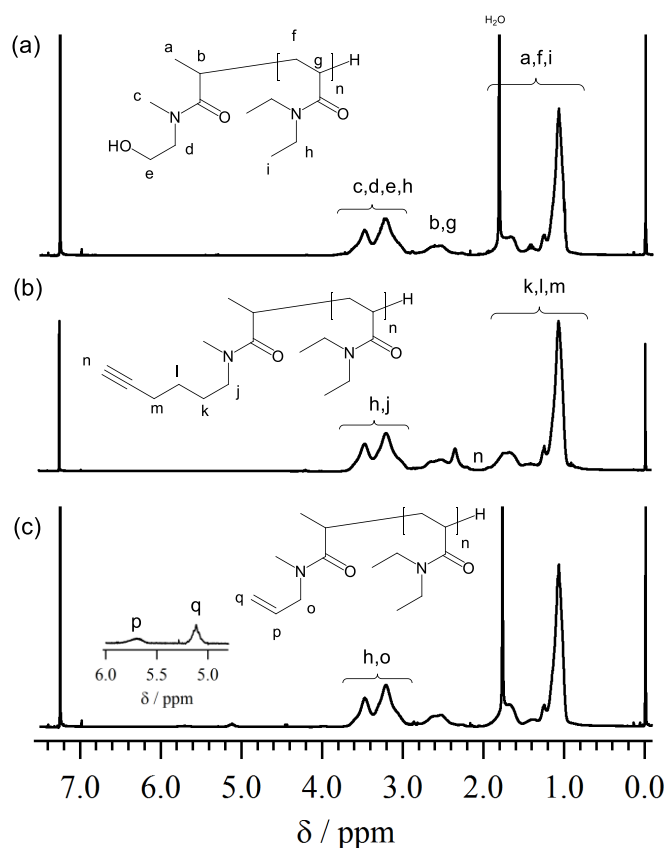 (a)
H₂O
a
b
f
g
H
n
c
N
O
N
O
HO
d
e
h
i
c,d,e,h
b,g
a,f,i
(b)
H
n
n
l
N
O
N
O
m
k
j
h,j
n
k,l,m
(c)
H
n
q
N
O
N
O
o
p
p
q
6.0 5.5 5.0
δ / ppm
h,o
7.0 6.0 5.0 4.0 3.0 2.0 1.0 0.0
δ / ppm